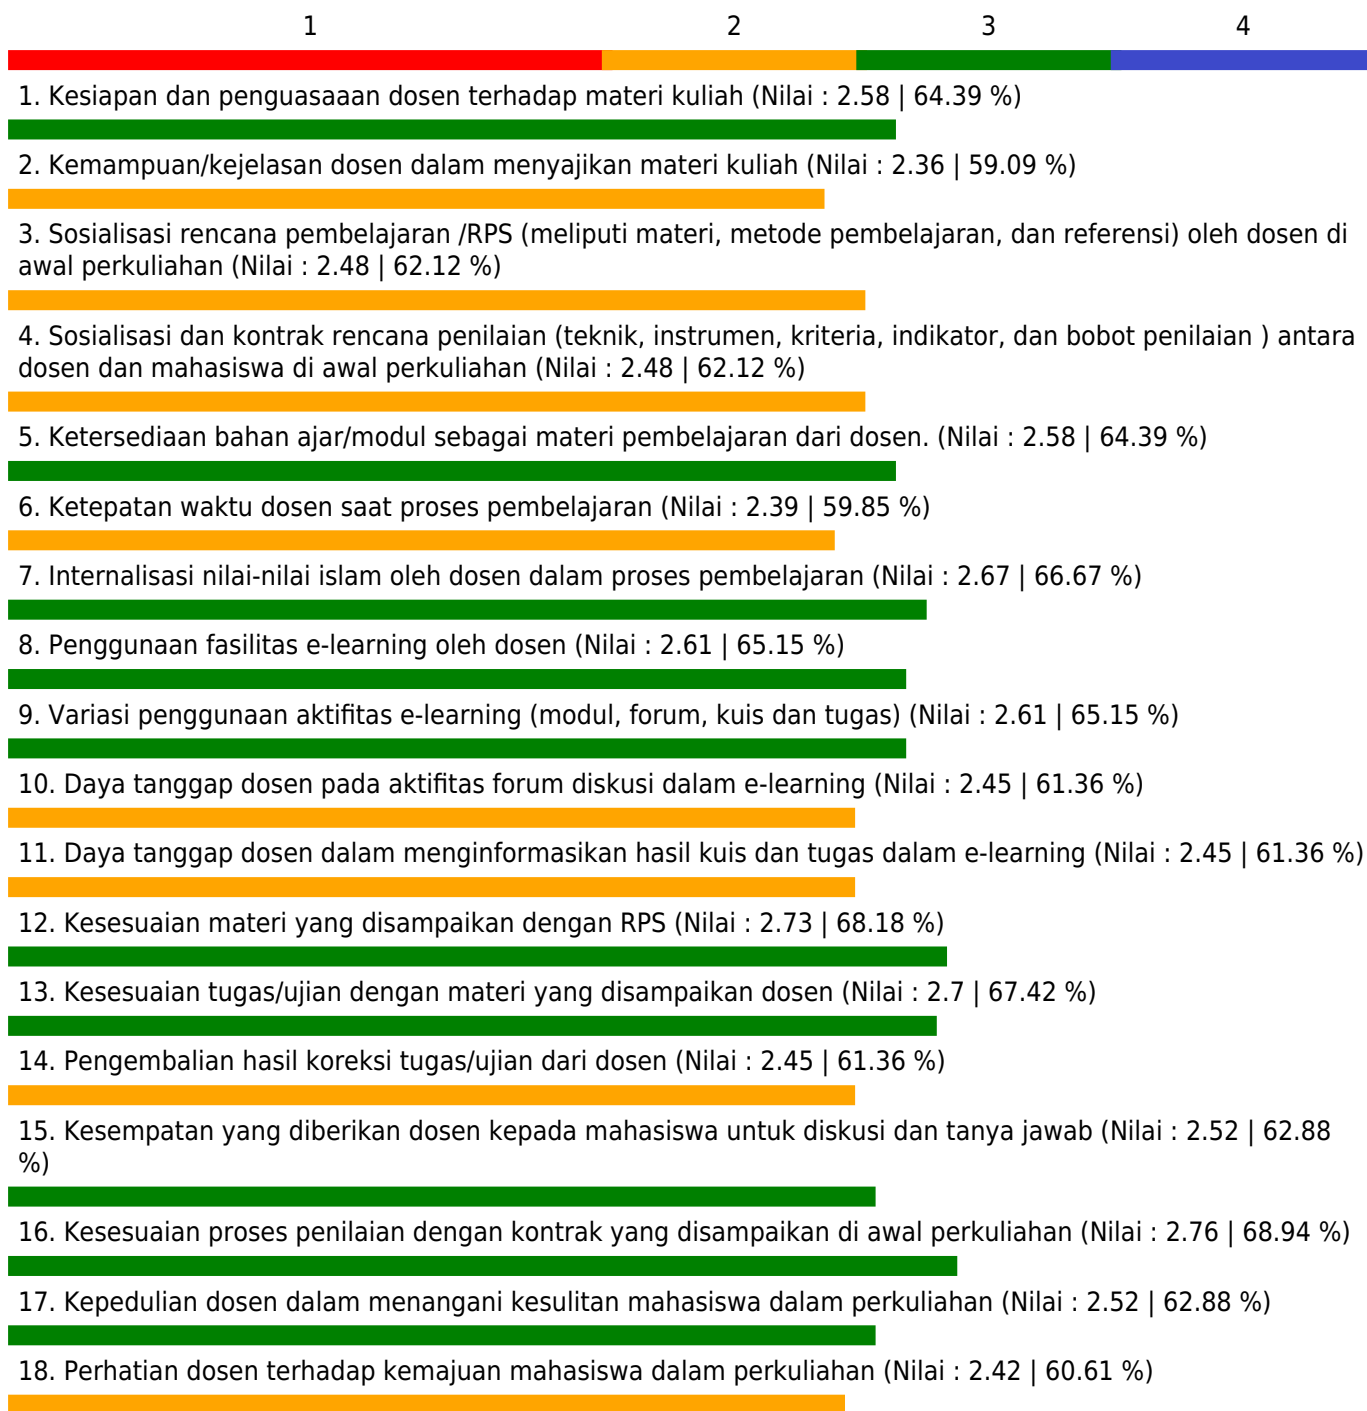 1 2 3 4
1. Kesiapan dan penguasaaan dosen terhadap materi kuliah (Nilai : 2.58 | 64.39 %)
2. Kemampuan/kejelasan dosen dalam menyajikan materi kuliah (Nilai : 2.36 | 59.09 %)
3. Sosialisasi rencana pembelajaran /RPS (meliputi materi, metode pembelajaran, dan referensi) oleh dosen di
awal perkuliahan (Nilai : 2.48 | 62.12 %)
4. Sosialisasi dan kontrak rencana penilaian (teknik, instrumen, kriteria, indikator, dan bobot penilaian ) antara
dosen dan mahasiswa di awal perkuliahan (Nilai : 2.48 | 62.12 %)
5. Ketersediaan bahan ajar/modul sebagai materi pembelajaran dari dosen. (Nilai : 2.58 | 64.39 %)
6. Ketepatan waktu dosen saat proses pembelajaran (Nilai : 2.39 | 59.85 %)
7. Internalisasi nilai-nilai islam oleh dosen dalam proses pembelajaran (Nilai : 2.67 | 66.67 %)
8. Penggunaan fasilitas e-learning oleh dosen (Nilai : 2.61 | 65.15 %)
9. Variasi penggunaan aktifitas e-learning (modul, forum, kuis dan tugas) (Nilai : 2.61 | 65.15 %)
10. Daya tanggap dosen pada aktifitas forum diskusi dalam e-learning (Nilai : 2.45 | 61.36 %)
11. Daya tanggap dosen dalam menginformasikan hasil kuis dan tugas dalam e-learning (Nilai : 2.45 | 61.36 %)
12. Kesesuaian materi yang disampaikan dengan RPS (Nilai : 2.73 | 68.18 %)
13. Kesesuaian tugas/ujian dengan materi yang disampaikan dosen (Nilai : 2.7 | 67.42 %)
14. Pengembalian hasil koreksi tugas/ujian dari dosen (Nilai : 2.45 | 61.36 %)
15. Kesempatan yang diberikan dosen kepada mahasiswa untuk diskusi dan tanya jawab (Nilai : 2.52 | 62.88
%)
16. Kesesuaian proses penilaian dengan kontrak yang disampaikan di awal perkuliahan (Nilai : 2.76 | 68.94 %)
17. Kepedulian dosen dalam menangani kesulitan mahasiswa dalam perkuliahan (Nilai : 2.52 | 62.88 %)
18. Perhatian dosen terhadap kemajuan mahasiswa dalam perkuliahan (Nilai : 2.42 | 60.61 %)